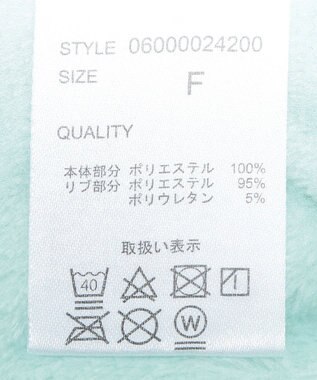 STYLE 06000024200
SIZE F
QUALITY
本体部分 ポリエステル 100%
リブ部分 ポリエステル 95%
ポリウレタン 5%
取扱い表示
40
W